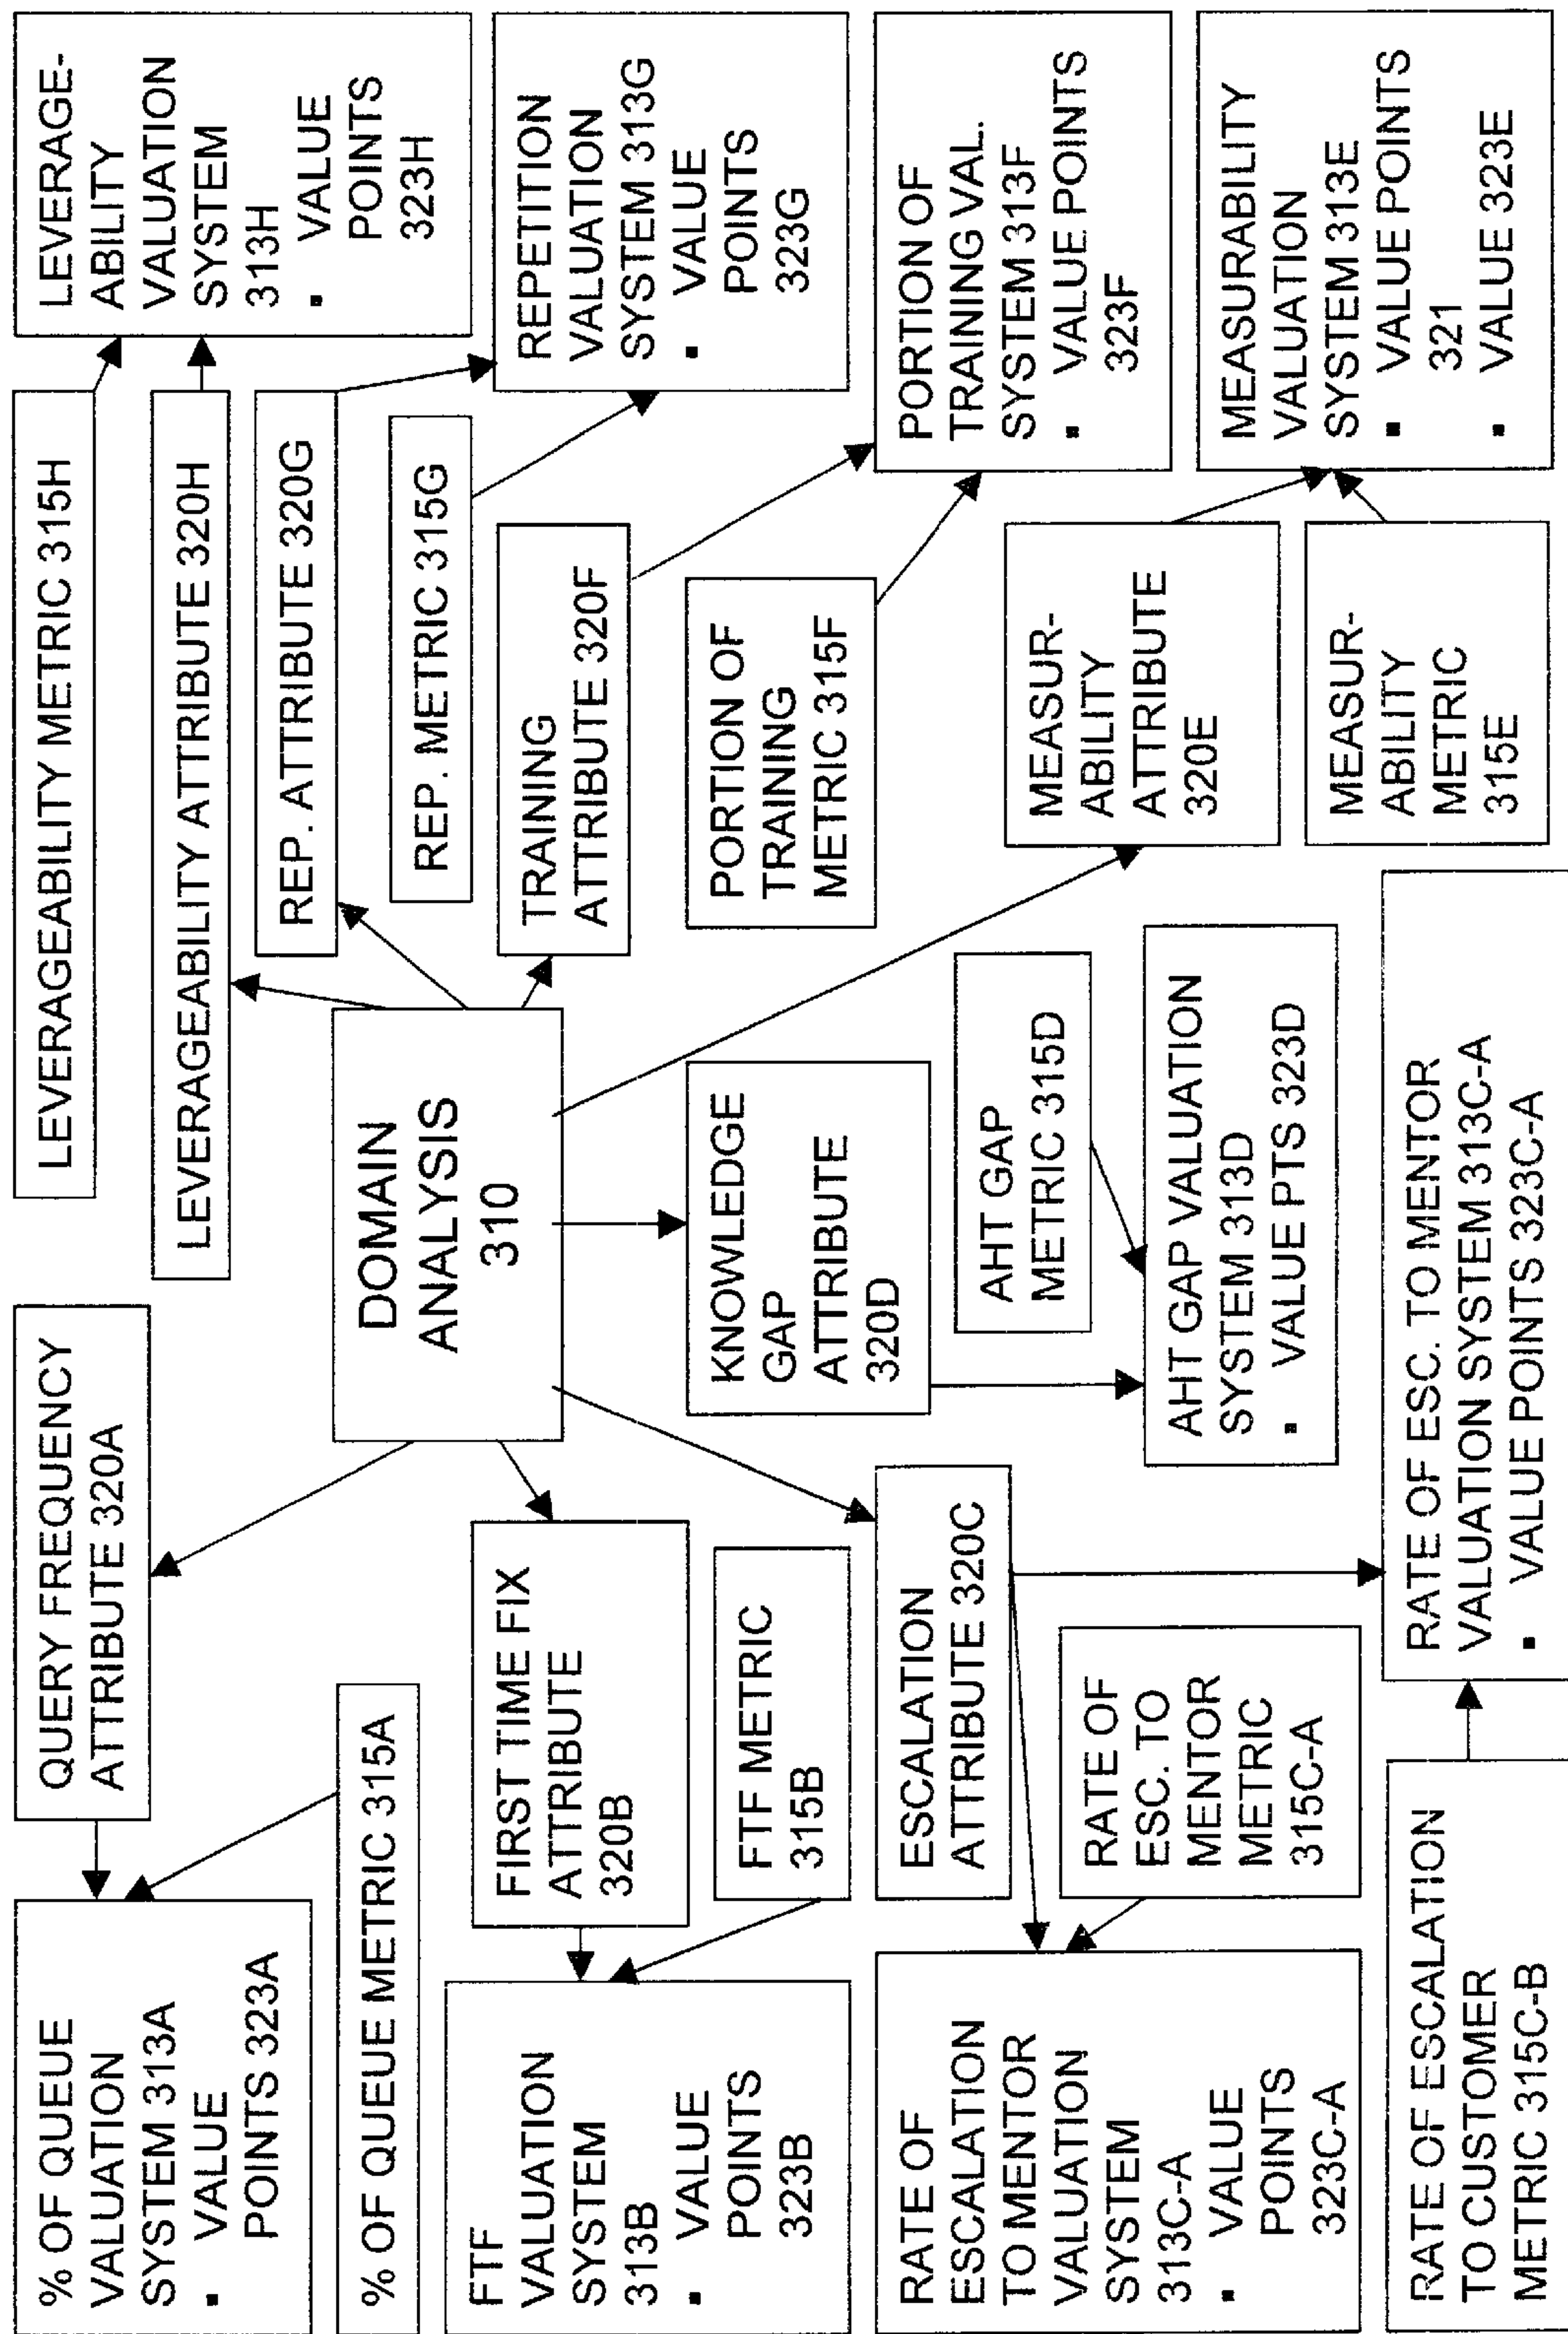 % OF QUEUE
VALUATION
SYSTEM 313A
▪ VALUE
POINTS 323A
QUERY FREQUENCY
ATTRIBUTE 320A
LEVERAGEABILITY METRIC 315H
LEVERAGE-
ABILITY
VALUATION
SYSTEM
313H
▪ VALUE
POINTS
323H
LEVERAGEABILITY ATTRIBUTE 320H
REP. ATTRIBUTE 320G
% OF QUEUE METRIC 315A
DOMAIN
ANALYSIS
310
REP. METRIC 315G
REPETITION
VALUATION
SYSTEM 313G
▪ VALUE
POINTS
323G
FTF
VALUATION
SYSTEM
313B
▪ VALUE
POINTS
323B
FIRST TIME FIX
ATTRIBUTE
320B
TRAINING
ATTRIBUTE 320F
FTF METRIC
315B
KNOWLEDGE
GAP
ATTRIBUTE
320D
PORTION OF
TRAINING
METRIC 315F
PORTION OF
TRAINING VAL.
SYSTEM 313F
▪ VALUE POINTS
323F
RATE OF
ESCALATION
TO MENTOR
VALUATION
SYSTEM
313C-A
▪ VALUE
POINTS
323C-A
ESCALATION
ATTRIBUTE 320C
AHT GAP
METRIC 315D
MEASUR-
ABILITY
ATTRIBUTE
320E
RATE OF
ESC. TO
MENTOR
METRIC
315C-A
AHT GAP VALUATION
SYSTEM 313D
▪ VALUE PTS 323D
MEASURABILITY
VALUATION
SYSTEM 313E
▪ VALUE POINTS
321
▪ VALUE 323E
MEASUR-
ABILITY
METRIC
315E
RATE OF ESCALATION
TO CUSTOMER
METRIC 315C-B
RATE OF ESC. TO MENTOR
VALUATION SYSTEM 313C-A
▪ VALUE POINTS 323C-A